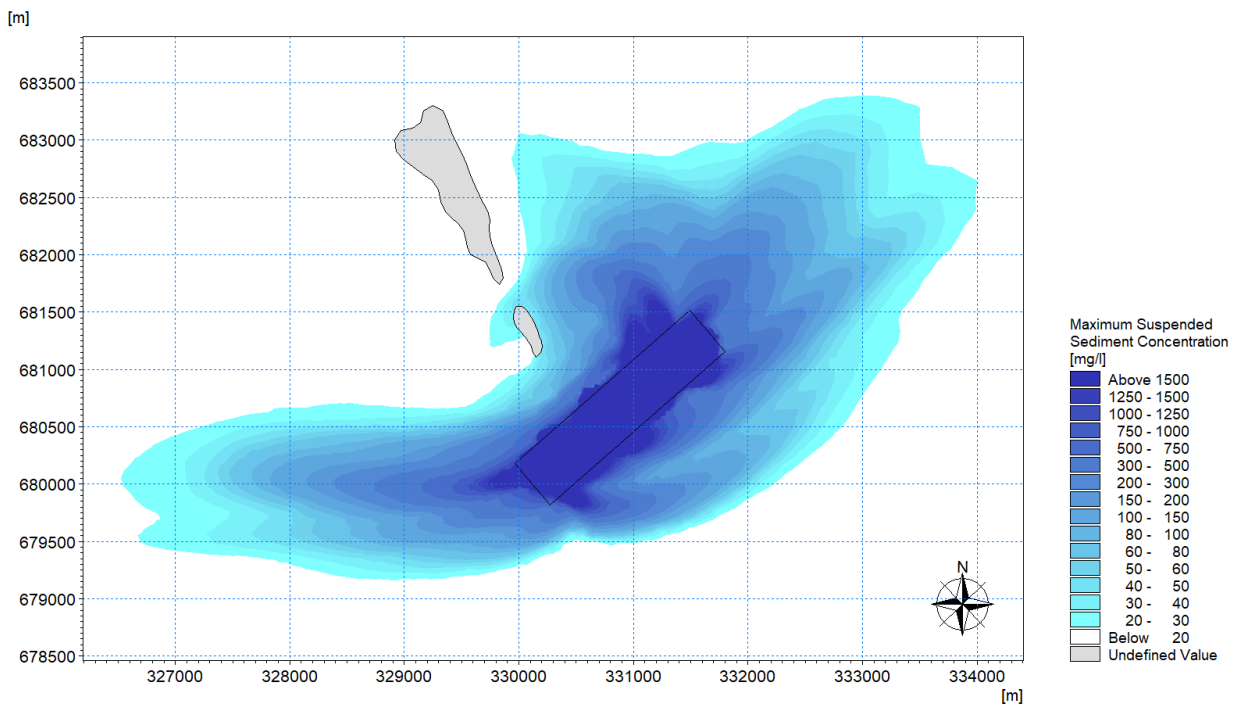 [m]
683500
683000
682500
682000
681500
681000
680500
680000
679500
679000
678500
327000 328000 329000 330000 331000 332000 333000 334000
[m]
N
Maximum Suspended
Sediment Concentration
[mg/l]
Above 1500
1250 - 1500
1000 - 1250
750 - 1000
500 - 750
300 - 500
200 - 300
150 - 200
100 - 150
80 - 100
60 - 80
50 - 60
40 - 50
30 - 40
20 - 30
Below 20
Undefined Value